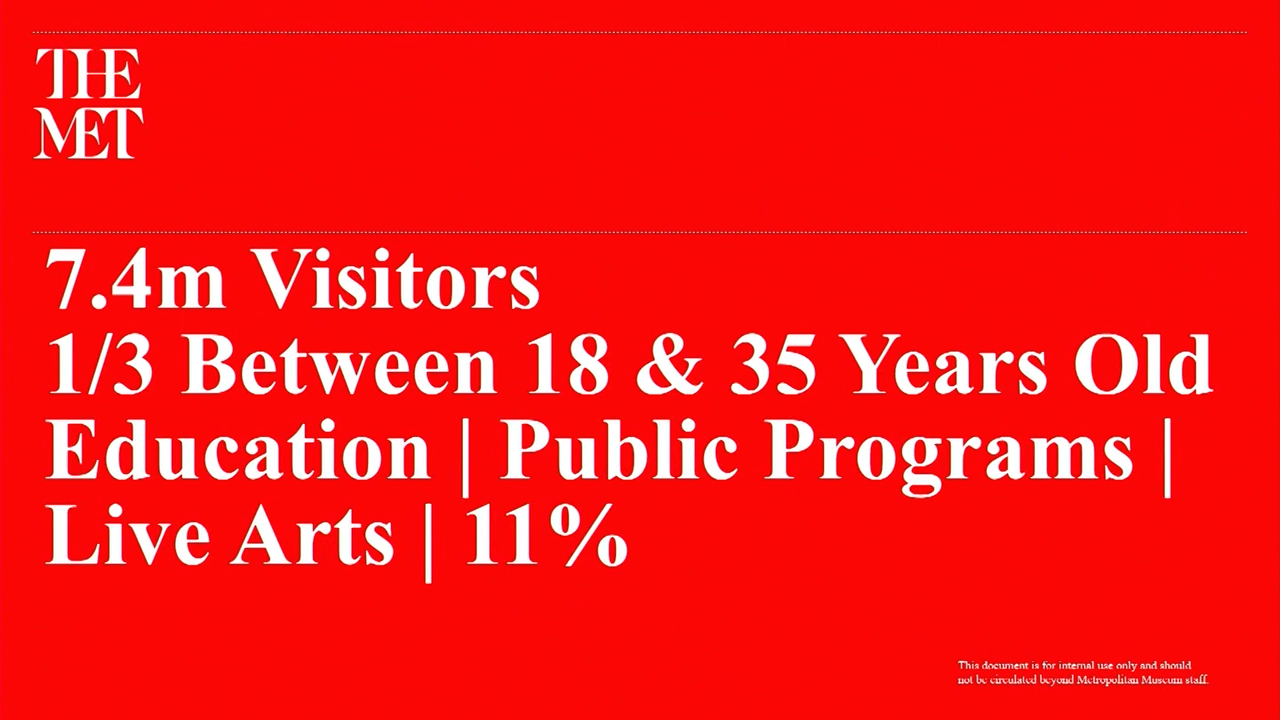 THE
MET
7.4m Visitors
1/3 Between 18 & 35 Years Old
Education | Public Programs |
Live Arts | 11%
This document is for internal use only and should
not be circulated beyond Metropolitan Museum staff.